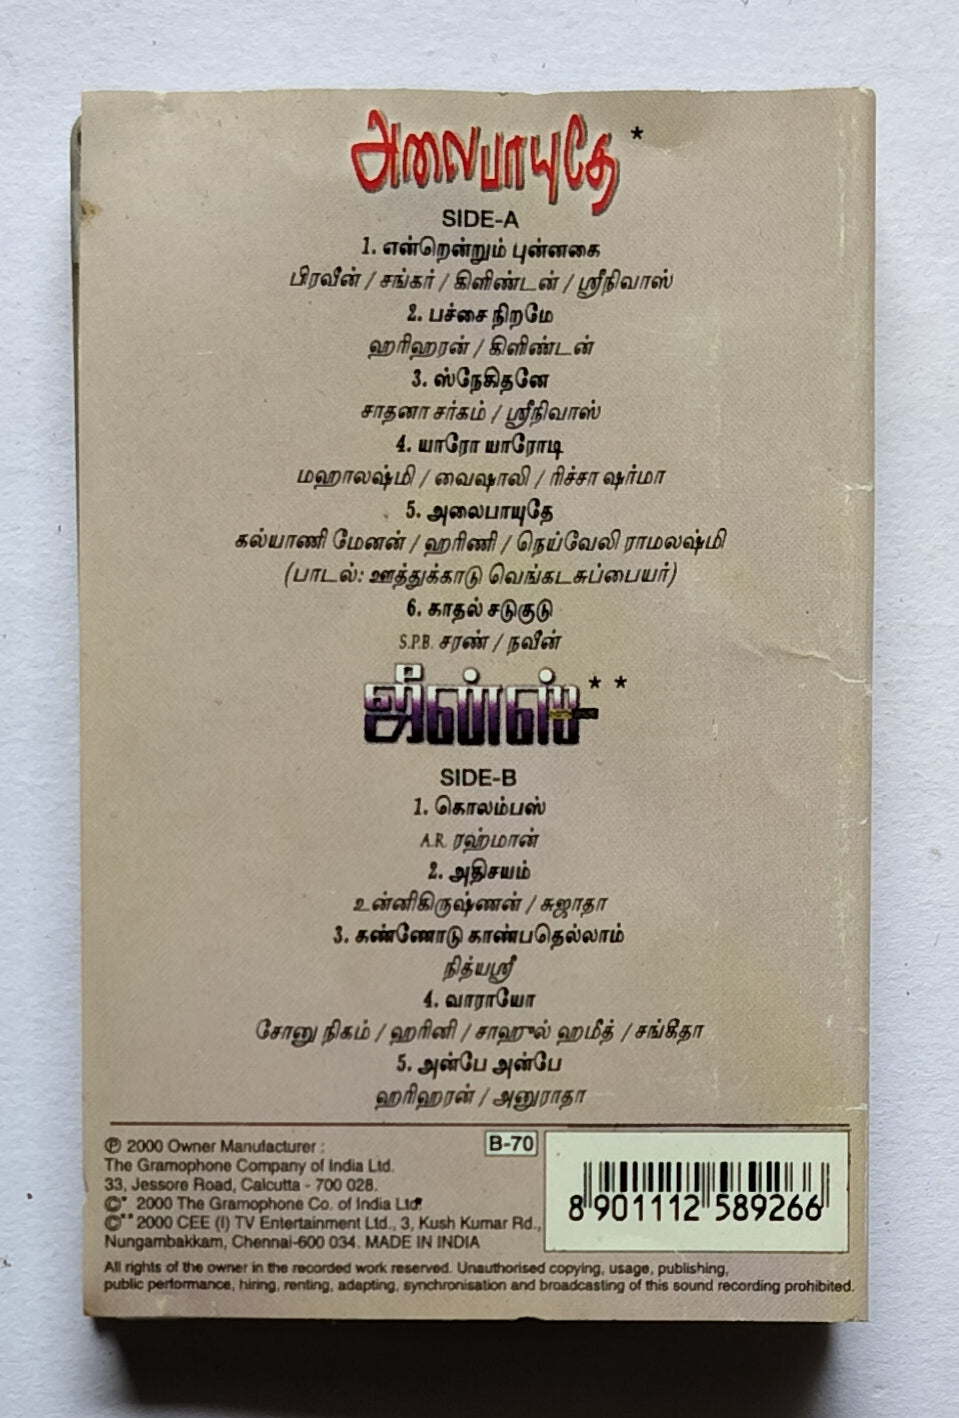 அலைபாயுதே *
SIDE-A
1. என்றென்றும் புன்னகை
பிரவீன் / சங்கர் / கிளிண்டன் / ஸ்ரீநிவாஸ்
2. பச்சை நிறமே
ஹரிஹரன் / கிளிண்டன்
3. ஸ்நேகிதனே
சாதனா சர்கம் / ஸ்ரீநிவாஸ்
4. யாரோ யாரோடி
மஹாலஷ்மி / வைஷாலி / ரிச்சா ஷர்மா
5. அலைபாயுதே
கல்யாணி மேனன் / ஹரிணி / நெய்வேலி ராமலஷ்மி
(பாடல்: ஊத்துக்காடு வெங்கடசுப்பையர்)
6. காதல் சடுகுடு
S.P.B. சரண் / நவீன்
ஜீன்ஸ் * *
SIDE-B
1. கொலம்பஸ்
A.R. ரஹ்மான்
2. அதிசயம்
உன்னிகிருஷ்ணன் / சுஜாதா
3. கண்ணோடு காண்பதெல்லாம்
நித்யஸ்ரீ
4. வாராயோ
சோனு நிகம் / ஹரினி / சாஹுல் ஹமீத் / சங்கீதா
5. அன்பே அன்பே
ஹரிஹரன் / அனுராதா
℗ 2000 Owner Manufacturer :
The Gramophone Company of India Ltd.
33, Jessore Road, Calcutta - 700 028.
©* 2000 The Gramophone Co. of India Ltd.
©** 2000 CEE (I) TV Entertainment Ltd., 3, Kush Kumar Rd.,
Nungambakkam, Chennai-600 034. MADE IN INDIA
B-70
8 901112 589266
All rights of the owner in the recorded work reserved. Unauthorised copying, usage, publishing,
public performance, hiring, renting, adapting, synchronisation and broadcasting of this sound recording prohibited.